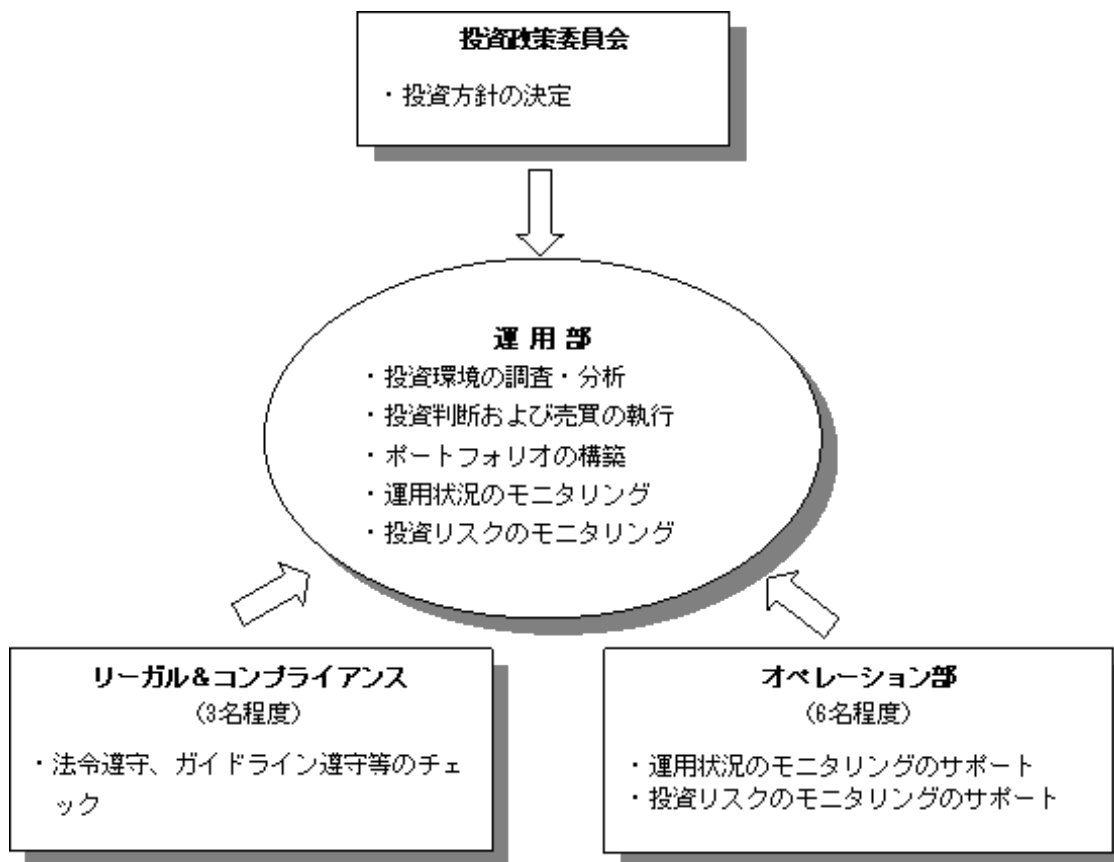 投資政策委員会
・投資方針の決定
運 用 部
・投資環境の調査・分析
・投資判断および売買の執行
・ポートフォリオの構築
・運用状況のモニタリング
・投資リスクのモニタリング
リーガル＆コンプライアンス
（3名程度）
・法令遵守、ガイドライン遵守等のチェ
ック
オペレーション部
（6名程度）
・運用状況のモニタリングのサポート
・投資リスクのモニタリングのサポート